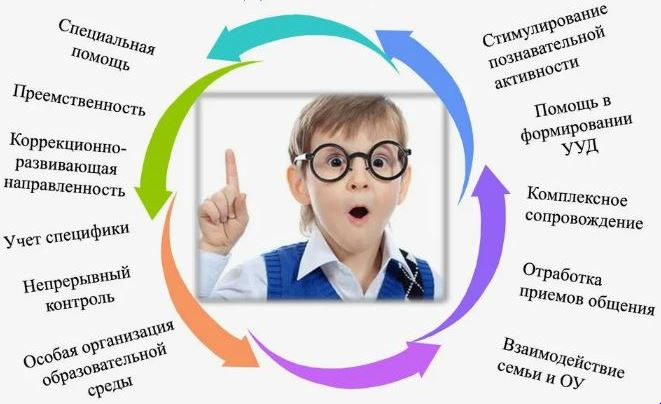 Специальная
помощь
Преемственность
Коррекционно-
развивающая
направленность
Учет специфики
Непрерывный
контроль
Особая организация
образовательной
среды
Стимулирование
познавательной
активности
Помощь в
формировании
УУД
Комплексное
сопровождение
Отработка
приемов общения
Взаимодействие
семьи и ОУ